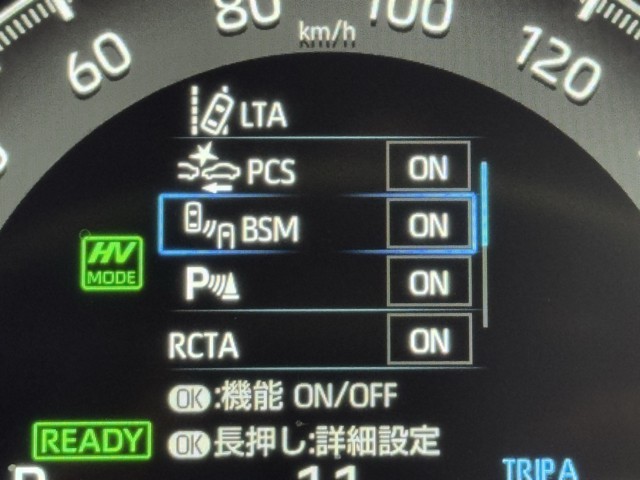 80 100
km/h
60 120
LTA
PCS ON
BSM ON
HV
MODE
P ON
RCTA ON
OK:機能 ON/OFF
READY
OK長押し:詳細設定
TRIP A